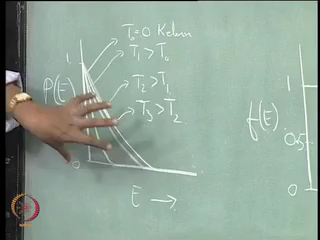 T₀=0 Kelvin
1
T₁ > T₀
P(E)
T₂ > T₁
T₃ > T₂
0
E →
f(E)
1
0.5
0